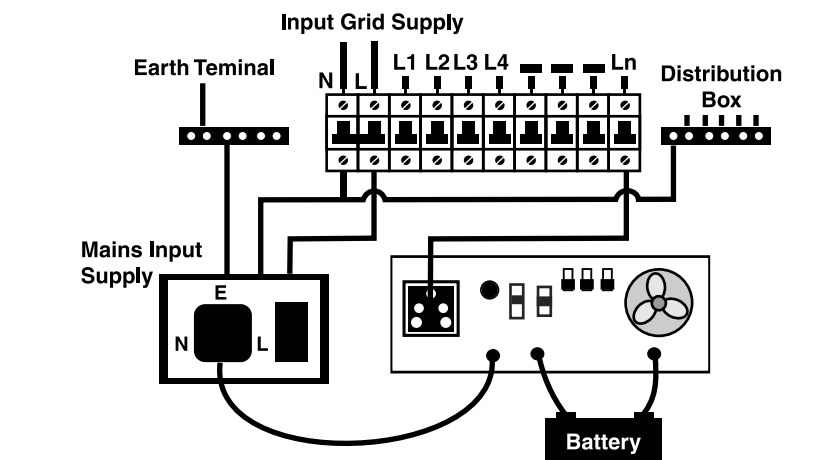 Input Grid Supply
Earth Teminal
N L L1 L2 L3 L4 Ln
Distribution
Box
Mains Input
Supply
E
N L
Battery